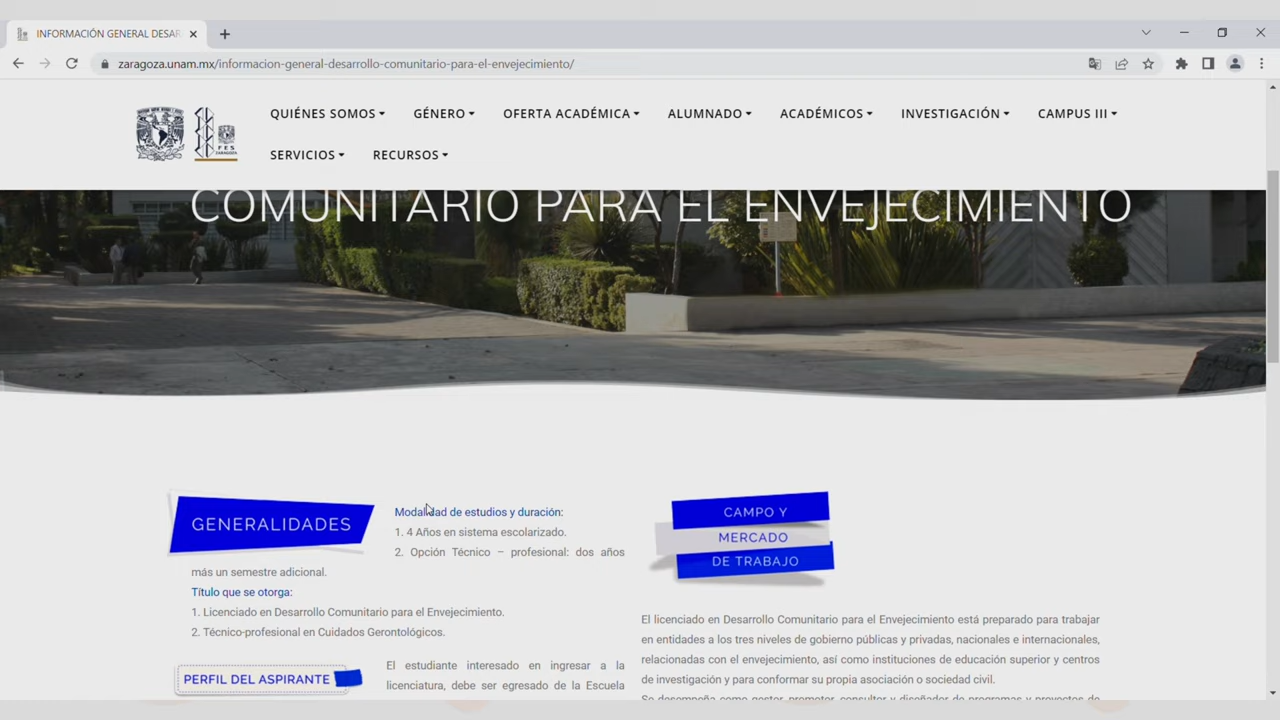 INFORMACIÓN GENERAL DESAR
zaragoza.unam.mx/informacion-general-desarrollo-comunitario-para-el-envejecimiento/
QUIÉNES SOMOS
GÉNERO
OFERTA ACADÉMICA
ALUMNADO
ACADÉMICOS
INVESTIGACIÓN
CAMPUS III
SERVICIOS
RECURSOS
FES
ZARAGOZA
COMUNITARIO PARA EL ENVEJECIMIENTO
GENERALIDADES
Modalidad de estudios y duración:
1. 4 Años en sistema escolarizado.
2. Opción Técnico – profesional: dos años
más un semestre adicional.
Título que se otorga:
1. Licenciado en Desarrollo Comunitario para el Envejecimiento.
2. Técnico-profesional en Cuidados Gerontológicos.
PERFIL DEL ASPIRANTE
El estudiante interesado en ingresar a la
licenciatura, debe ser egresado de la Escuela
CAMPO Y
MERCADO
DE TRABAJO
El licenciado en Desarrollo Comunitario para el Envejecimiento está preparado para trabajar
en entidades a los tres niveles de gobierno públicas y privadas, nacionales e internacionales,
relacionadas con el envejecimiento, así como instituciones de educación superior y centros
de investigación y para conformar su propia asociación o sociedad civil.
Se desempeña como gestor, promotor, consultor y diseñador de programas y proyectos de